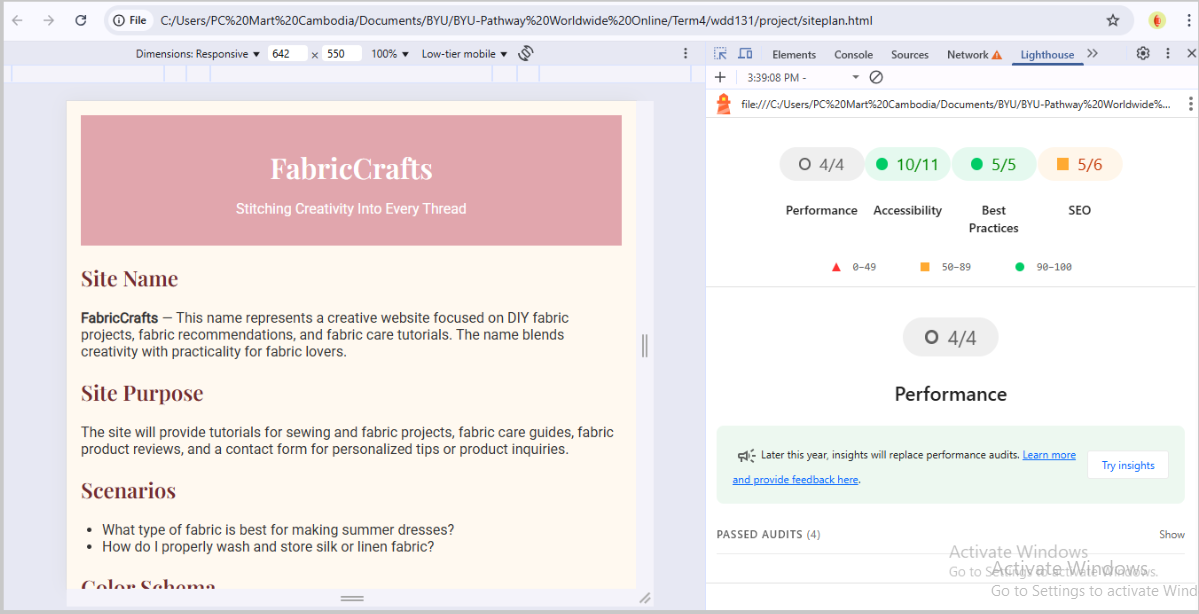 File C:/Users/PC%20Mart%20Cambodia/Documents/BYU/BYU-Pathway%20Worldwide%20Online/Term4/wdd131/project/siteplan.html
Dimensions: Responsive 642 x 550 100% Low-tier mobile
Elements Console Sources Network Lighthouse
3:39:08 PM -
file:///C:/Users/PC%20Mart%20Cambodia/Documents/BYU/BYU-Pathway%20Worldwide%...
FabricCrafts
Stitching Creativity Into Every Thread
Site Name
FabricCrafts — This name represents a creative website focused on DIY fabric
projects, fabric recommendations, and fabric care tutorials. The name blends
creativity with practicality for fabric lovers.
Site Purpose
The site will provide tutorials for sewing and fabric projects, fabric care guides, fabric
product reviews, and a contact form for personalized tips or product inquiries.
Scenarios
What type of fabric is best for making summer dresses?
How do I properly wash and store silk or linen fabric?
Color Schema
4/4 10/11 5/5 5/6
Performance Accessibility Best SEO
Practices
0–49 50–89 90–100
4/4
Performance
Later this year, insights will replace performance audits. Learn more
and provide feedback here.
Try insights
PASSED AUDITS (4) Show
Activate Windows
Go to Settings to activate Windows.
Activate Windows
Go to Settings to activate Wind